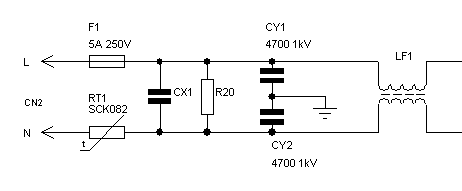 F1
5A 250V
CY1
4700 1kV
LF1
L
CX1
R20
CN2
RT1
SCK082
N
t
CY2
4700 1kV